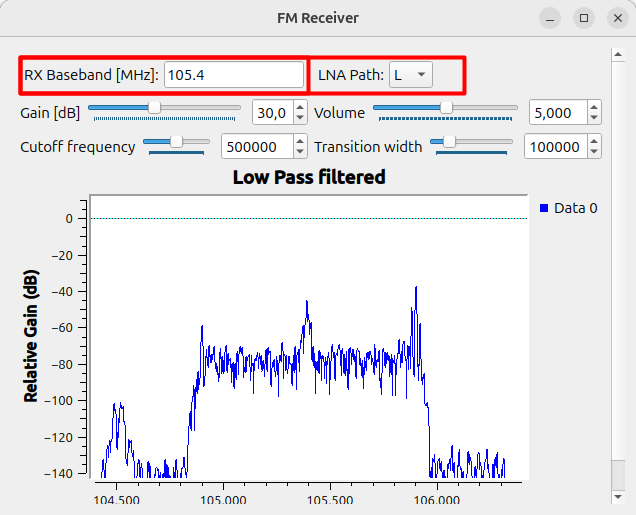 FM Receiver
RX Baseband [MHz]: 105.4 LNA Path: L
Gain [dB] 30,0 Volume 5,000
Cutoff frequency 500000 Transition width 100000
Low Pass filtered
Data 0
Relative Gain (dB)
0
−20
−40
−60
−80
−100
−120
−140
104.500 105.000 105.500 106.000